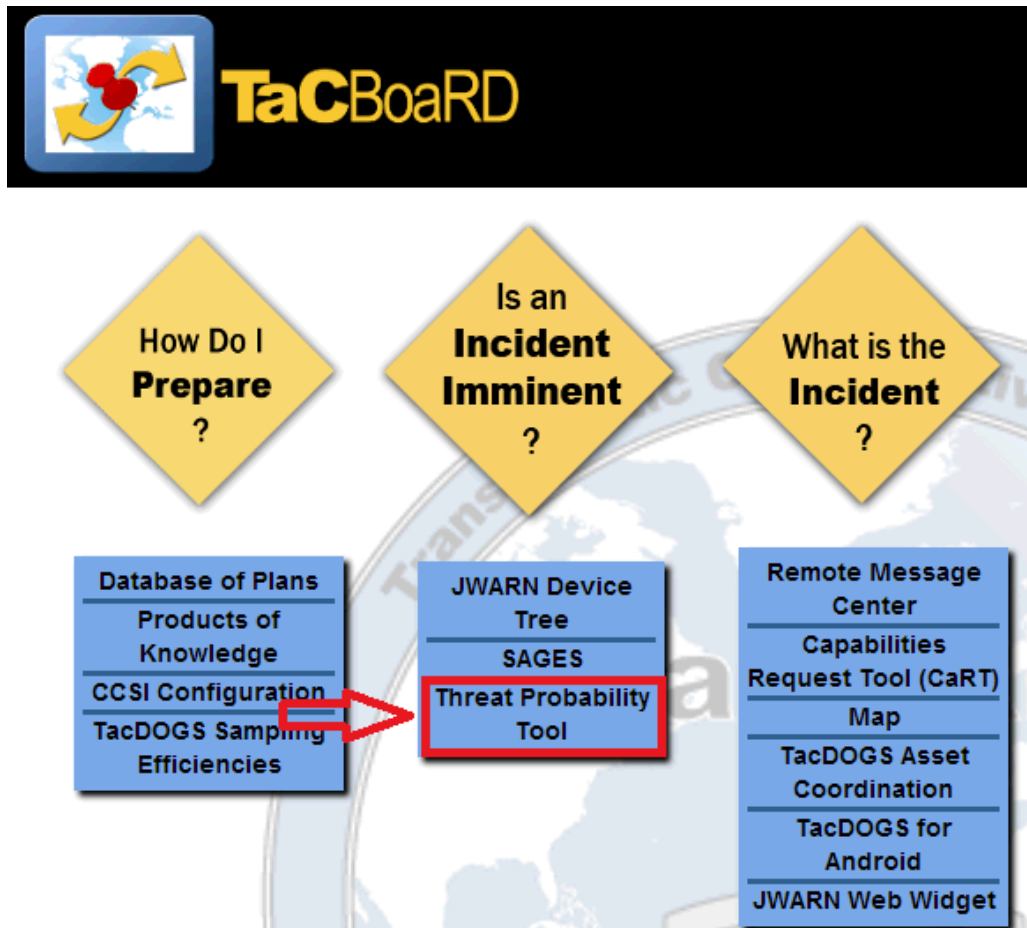 TaCBoaRD
How Do I
Prepare
?
Is an
Incident
Imminent
?
What is the
Incident
?
Database of Plans
Products of
Knowledge
CCSI Configuration
TacDOGS Sampling
Efficiencies
JWARN Device
Tree
SAGES
Threat Probability
Tool
Remote Message
Center
Capabilities
Request Tool (CaRT)
Map
TacDOGS Asset
Coordination
TacDOGS for
Android
JWARN Web Widget
Trans